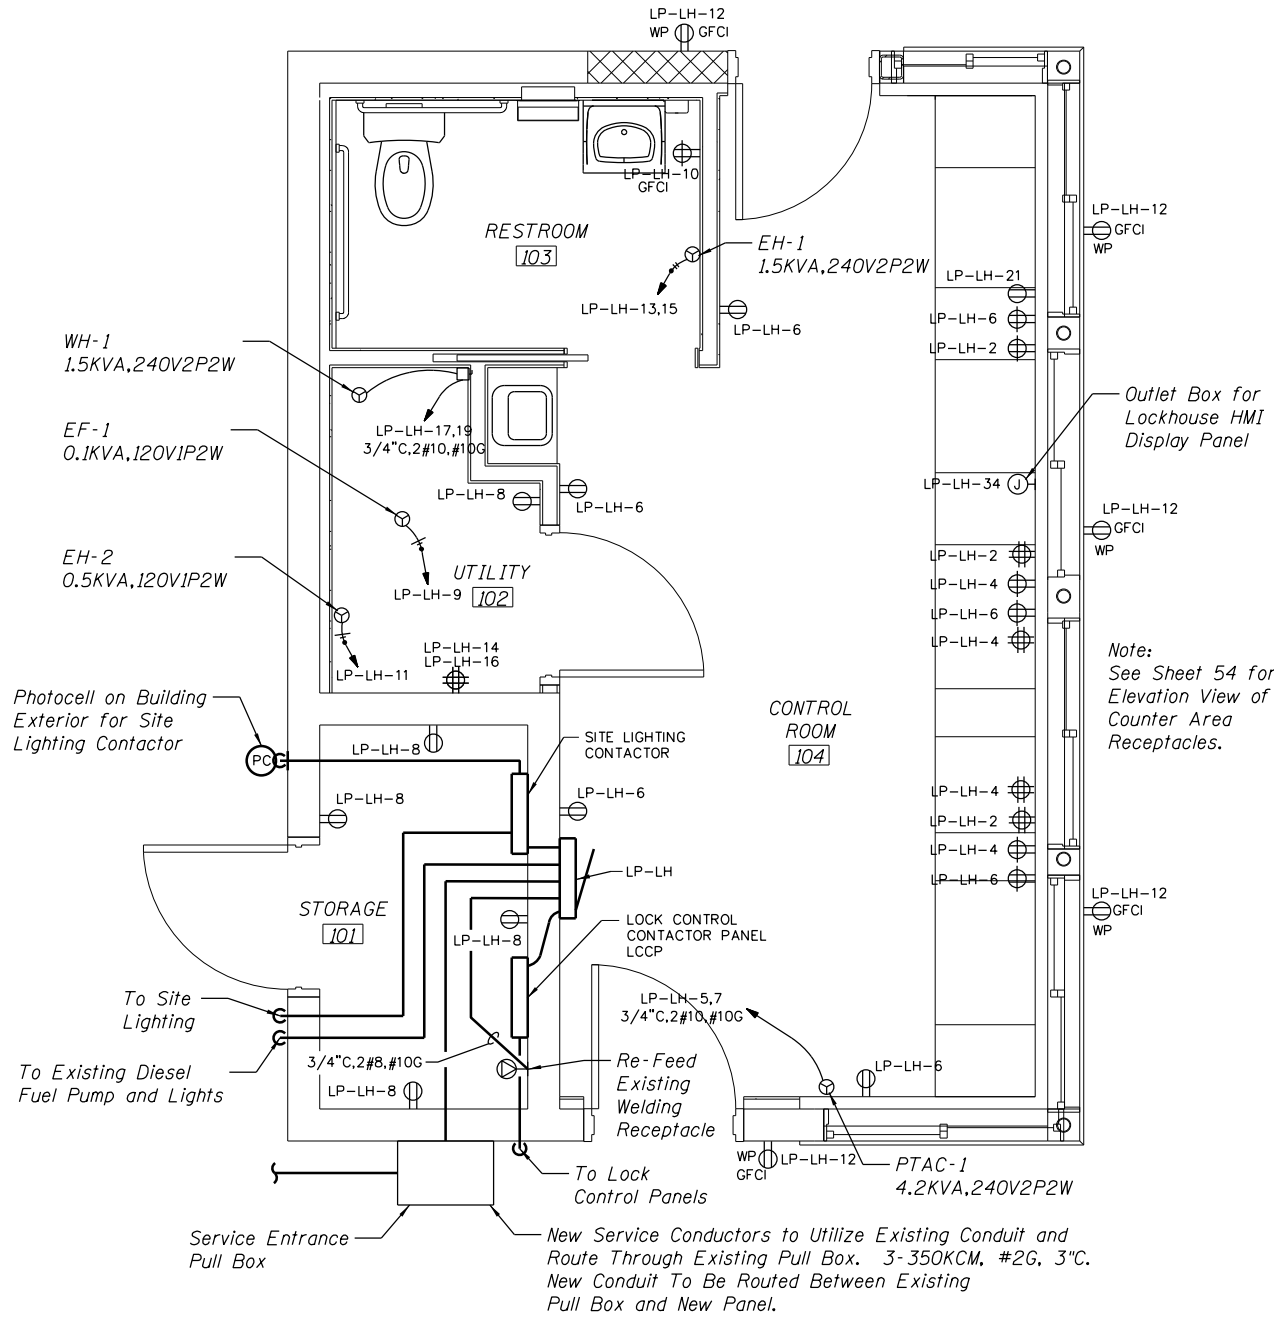 LP-LH-12
WP GFCI
LP-LH-10
GFCI
RESTROOM
103
EH-1
1.5KVA,240V2P2W
LP-LH-13,15
LP-LH-6
LP-LH-12
GFCI
WP
LP-LH-21
LP-LH-6
LP-LH-2
WH-1
1.5KVA,240V2P2W
LP-LH-17,19
3/4"C,2#10,#10G
EF-1
0.1KVA,120V1P2W
Outlet Box for
Lockhouse HMI
Display Panel
LP-LH-34
J
LP-LH-8
LP-LH-6
LP-LH-12
GFCI
WP
EH-2
0.5KVA,120V1P2W
LP-LH-9
UTILITY
102
LP-LH-2
LP-LH-4
LP-LH-6
LP-LH-4
LP-LH-14
LP-LH-16
LP-LH-11
Note:
See Sheet 54 for
Elevation View of
Counter Area
Receptacles.
Photocell on Building
Exterior for Site
Lighting Contactor
PC
LP-LH-8
SITE LIGHTING
CONTACTOR
CONTROL
ROOM
104
LP-LH-8
LP-LH-6
LP-LH-4
LP-LH-2
LP-LH-4
LP-LH-6
LP-LH
LP-LH-12
GFCI
WP
STORAGE
101
LP-LH-8
LOCK CONTROL
CONTACTOR PANEL
LCCP
To Site
Lighting
LP-LH-5,7
3/4"C,2#10,#10G
To Existing Diesel
Fuel Pump and Lights
3/4"C,2#8,#10G
LP-LH-8
Re-Feed
Existing
Welding
Receptacle
LP-LH-6
WP
GFCI
LP-LH-12
PTAC-1
4.2KVA,240V2P2W
To Lock
Control Panels
Service Entrance
Pull Box
New Service Conductors to Utilize Existing Conduit and
Route Through Existing Pull Box. 3-350KCM, #2G, 3"C.
New Conduit To Be Routed Between Existing
Pull Box and New Panel.